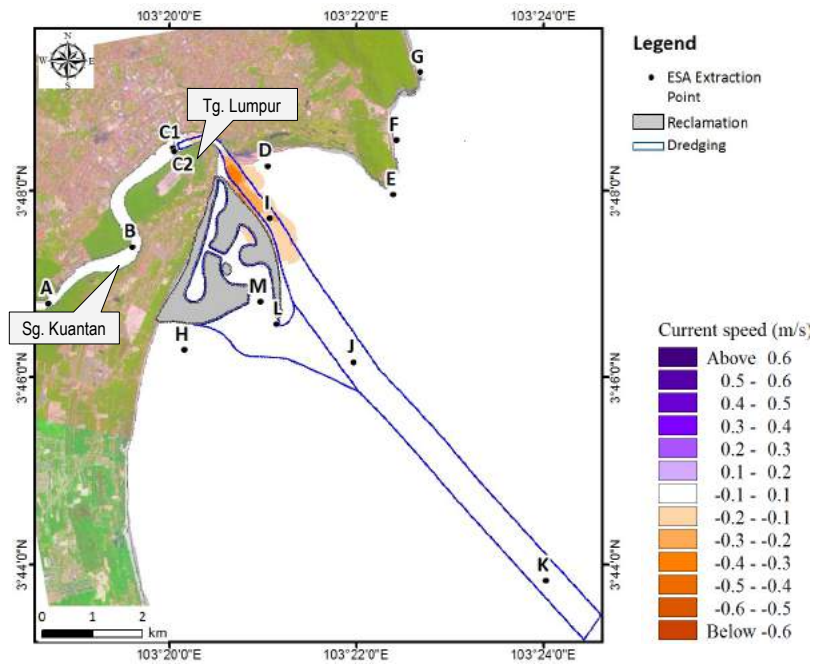 103°20'0"E 103°22'0"E 103°24'0"E
N
W E
S
G
Legend
ESA Extraction
Point
Reclamation
Dredging
Tg. Lumpur
C1
C2
F
D
E
3°48'0"N 3°48'0"N
I
B
A
M
L
Sg. Kuantan
H
J
3°46'0"N 3°46'0"N
Current speed (m/s)
Above 0.6
0.5 - 0.6
0.4 - 0.5
0.3 - 0.4
0.2 - 0.3
0.1 - 0.2
-0.1 - 0.1
-0.2 - -0.1
-0.3 - -0.2
-0.4 - -0.3
-0.5 - -0.4
-0.6 - -0.5
Below -0.6
3°44'0"N 3°44'0"N
K
0 1 2
km
103°20'0"E 103°22'0"E 103°24'0"E